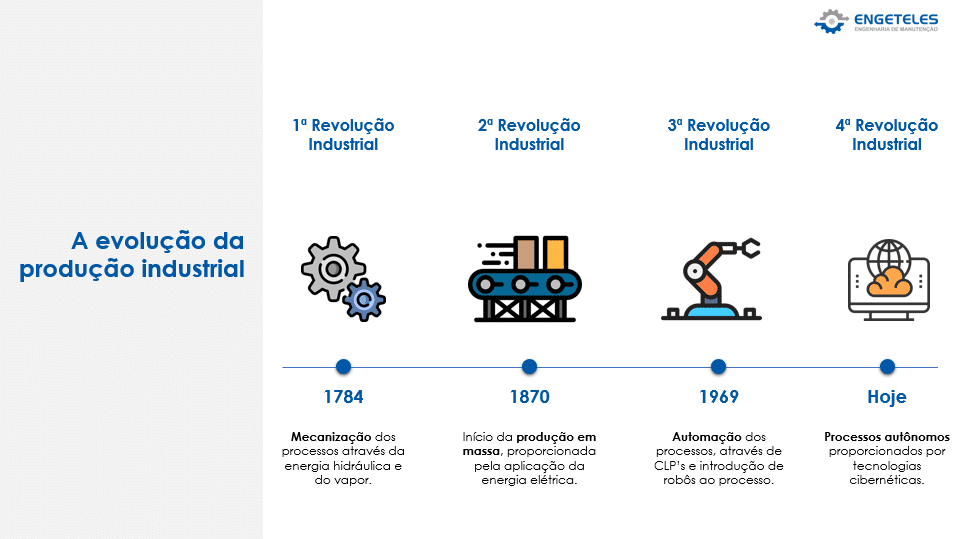 ENGETELES
ENGENHARIA DE MANUTENÇÃO
A evolução da
produção industrial
1ª Revolução
Industrial
1784
Mecanização dos
processos através da
energia hidráulica e
do vapor.
2ª Revolução
Industrial
1870
Início da produção em
massa, proporcionada
pela aplicação da
energia elétrica.
3ª Revolução
Industrial
1969
Automação dos
processos, através de
CLP's e introdução de
robôs ao processo.
4ª Revolução
Industrial
Hoje
Processos autônomos
proporcionados por
tecnologias
cibernéticas.